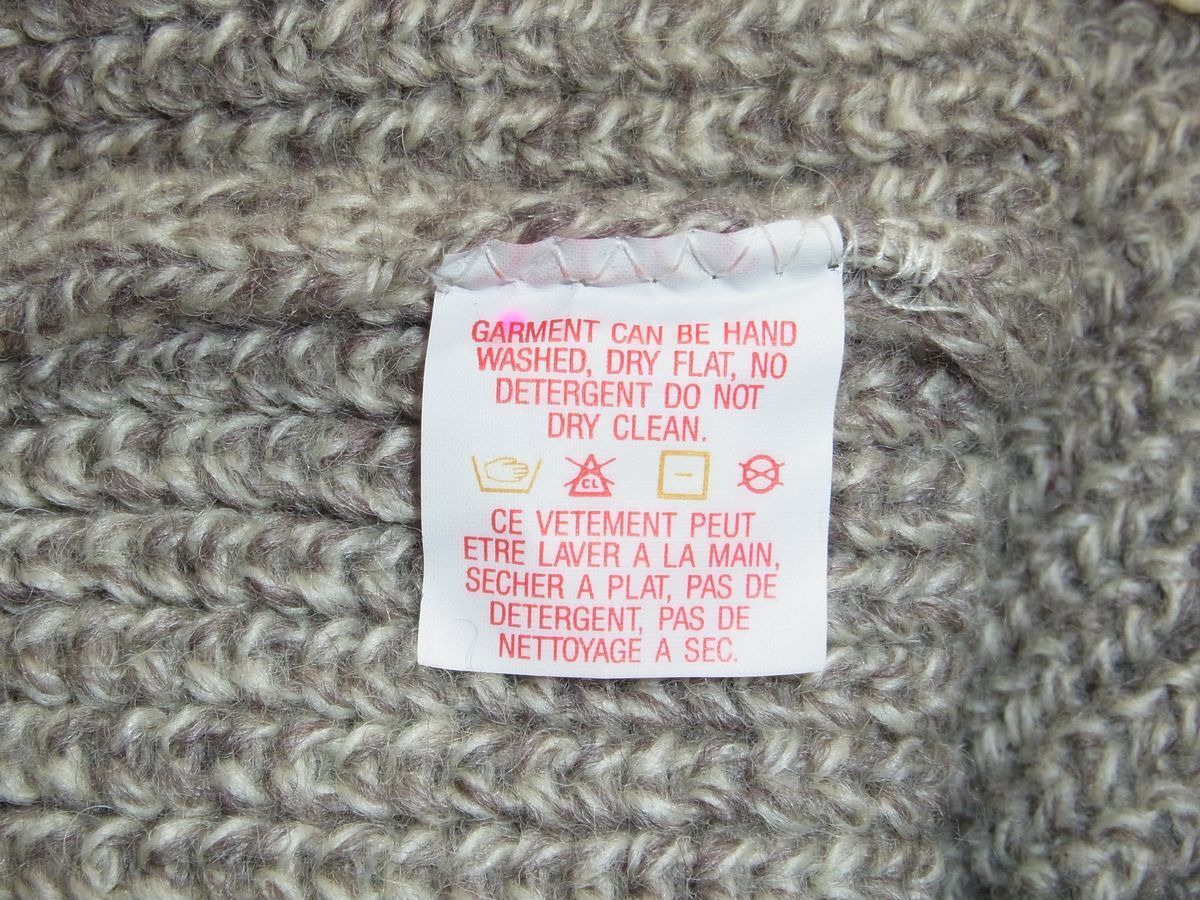 GARMENT CAN BE HAND
WASHED, DRY FLAT, NO
DETERGENT DO NOT
DRY CLEAN.
CL
CE VETEMENT PEUT
ETRE LAVER A LA MAIN,
SECHER A PLAT, PAS DE
DETERGENT, PAS DE
NETTOYAGE A SEC.